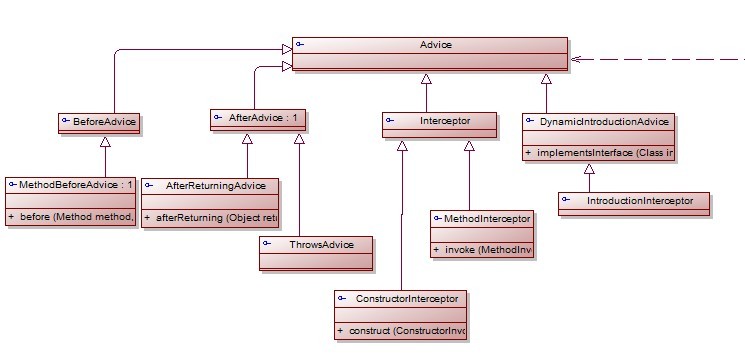 Advice
BeforeAdvice
AfterAdvice : 1
Interceptor
DynamicIntroductionAdvice
+ implementsInterface (Class in
MethodBeforeAdvice : 1
+ before (Method method,
AfterReturningAdvice
+ afterReturning (Object retu
IntroductionInterceptor
MethodInterceptor
+ invoke (MethodInv
ThrowsAdvice
ConstructorInterceptor
+ construct (ConstructorInvo